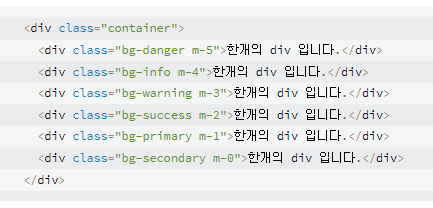 <div class="container">
<div class="bg-danger m-5">한개의 div 입니다.</div>
<div class="bg-info m-4">한개의 div 입니다.</div>
<div class="bg-warning m-3">한개의 div 입니다.</div>
<div class="bg-success m-2">한개의 div 입니다.</div>
<div class="bg-primary m-1">한개의 div 입니다.</div>
<div class="bg-secondary m-0">한개의 div 입니다.</div>
</div>